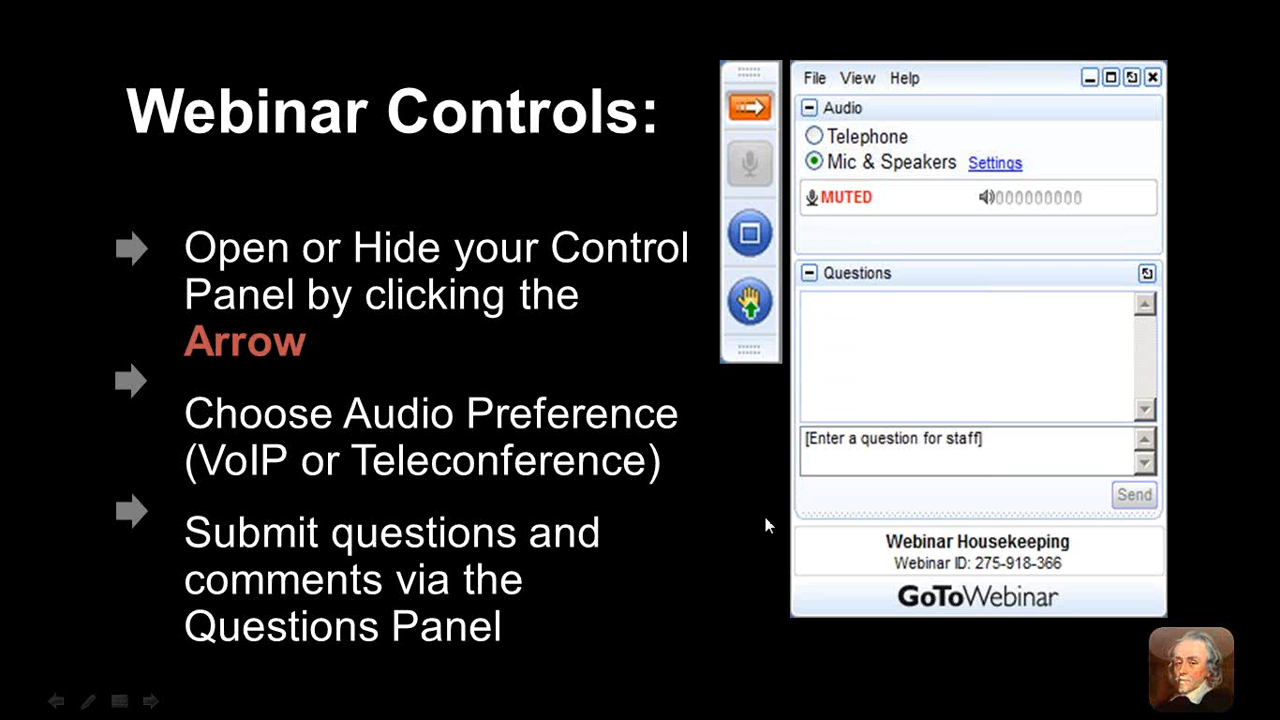 Webinar Controls:
Open or Hide your Control
Panel by clicking the
Arrow
Choose Audio Preference
(VoIP or Teleconference)
Submit questions and
comments via the
Questions Panel
File View Help
Audio
Telephone
Mic & Speakers Settings
MUTED
Questions
[Enter a question for staff]
Send
Webinar Housekeeping
Webinar ID: 275-918-366
GoToWebinar